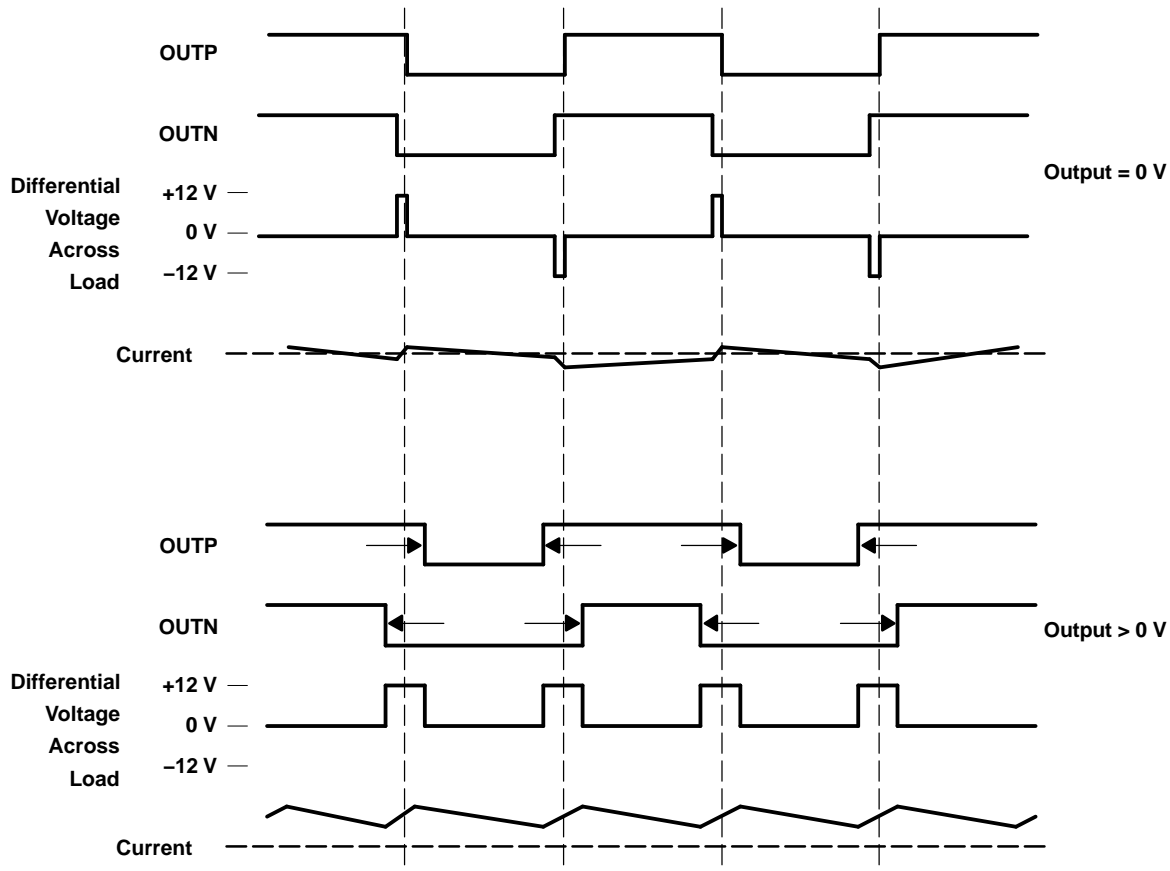 OUTP
OUTN
Output = 0 V
Differential
Voltage
Across
Load
+12 V
0 V
−12 V
Current
OUTP
OUTN
Output > 0 V
Differential
Voltage
Across
Load
+12 V
0 V
−12 V
Current